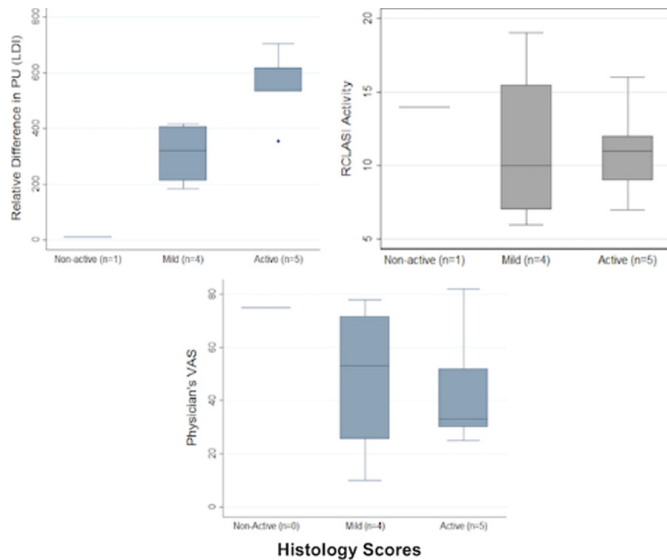 Relative Difference in PU (LDI)
600
400
200
0
Non-active (n=1) Mild (n=4) Active (n=5)
RCLASI Activity
20
15
10
5
Non-active (n=1) Mild (n=4) Active (n=5)
Physician's VAS
80
60
40
20
0
Non-Active (n=0) Mild (n=4) Active (n=5)
Histology Scores